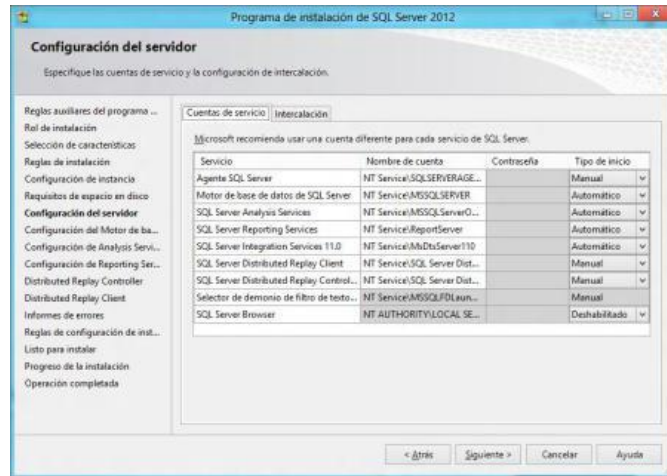 Programa de instalación de SQL Server 2012
Configuración del servidor
Especifique las cuentas de servicio y la configuración de intercalación.
Reglas auxiliares del programa ...
Rol de instalación
Selección de características
Reglas de instalación
Configuración de instancia
Requisitos de espacio en disco
Configuración del servidor
Configuración del Motor de ba...
Configuración de Analysis Servi...
Configuración de Reporting Ser...
Distributed Replay Controller
Distributed Replay Client
Informes de errores
Reglas de configuración de inst...
Listo para instalar
Progreso de la instalación
Operación completada
Cuentas de servicio Intercalación
Microsoft recomienda usar una cuenta diferente para cada servicio de SQL Server.
Servicio Nombre de cuenta Contraseña Tipo de inicio
Agente SQL Server NT Service\SQLSERVERAGE... Manual
Motor de base de datos de SQL Server NT Service\MSSQLSERVER Automático
SQL Server Analysis Services NT Service\MSSQLServerO... Automático
SQL Server Reporting Services NT Service\ReportServer Automático
SQL Server Integration Services 11.0 NT Service\MsDtsServer110 Automático
SQL Server Distributed Replay Client NT Service\SQL Server Dist... Manual
SQL Server Distributed Replay Control... NT Service\SQL Server Dist... Manual
Selector de demonio de filtro de texto... NT Service\MSSQLFDLaun... Manual
SQL Server Browser NT AUTHORITY\LOCAL SE... Deshabilitado
< Atrás Siguiente > Cancelar Ayuda